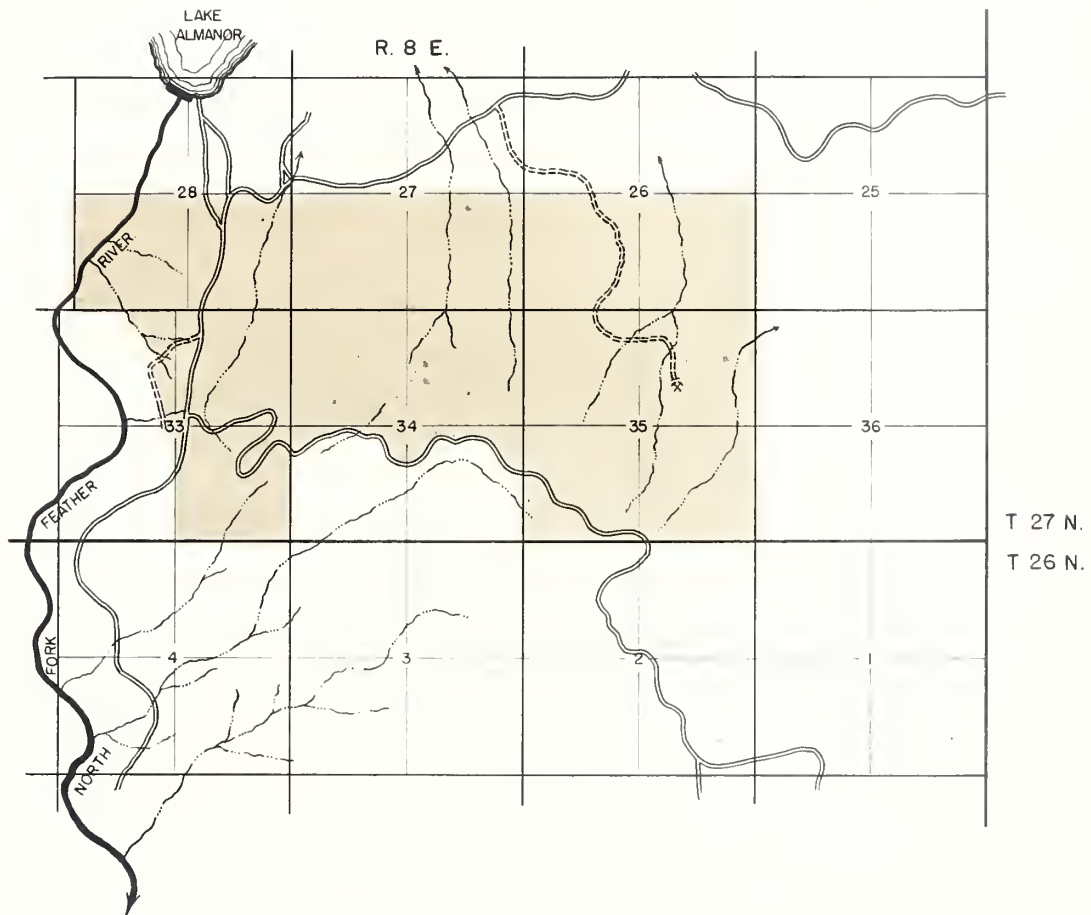 LAKE
ALMANOR
R. 8 E.
28
27
26
25
RIVER
33
34
35
36
FEATHER
T 27 N.
T 26 N.
FORK
4
3
2
1
NORTH